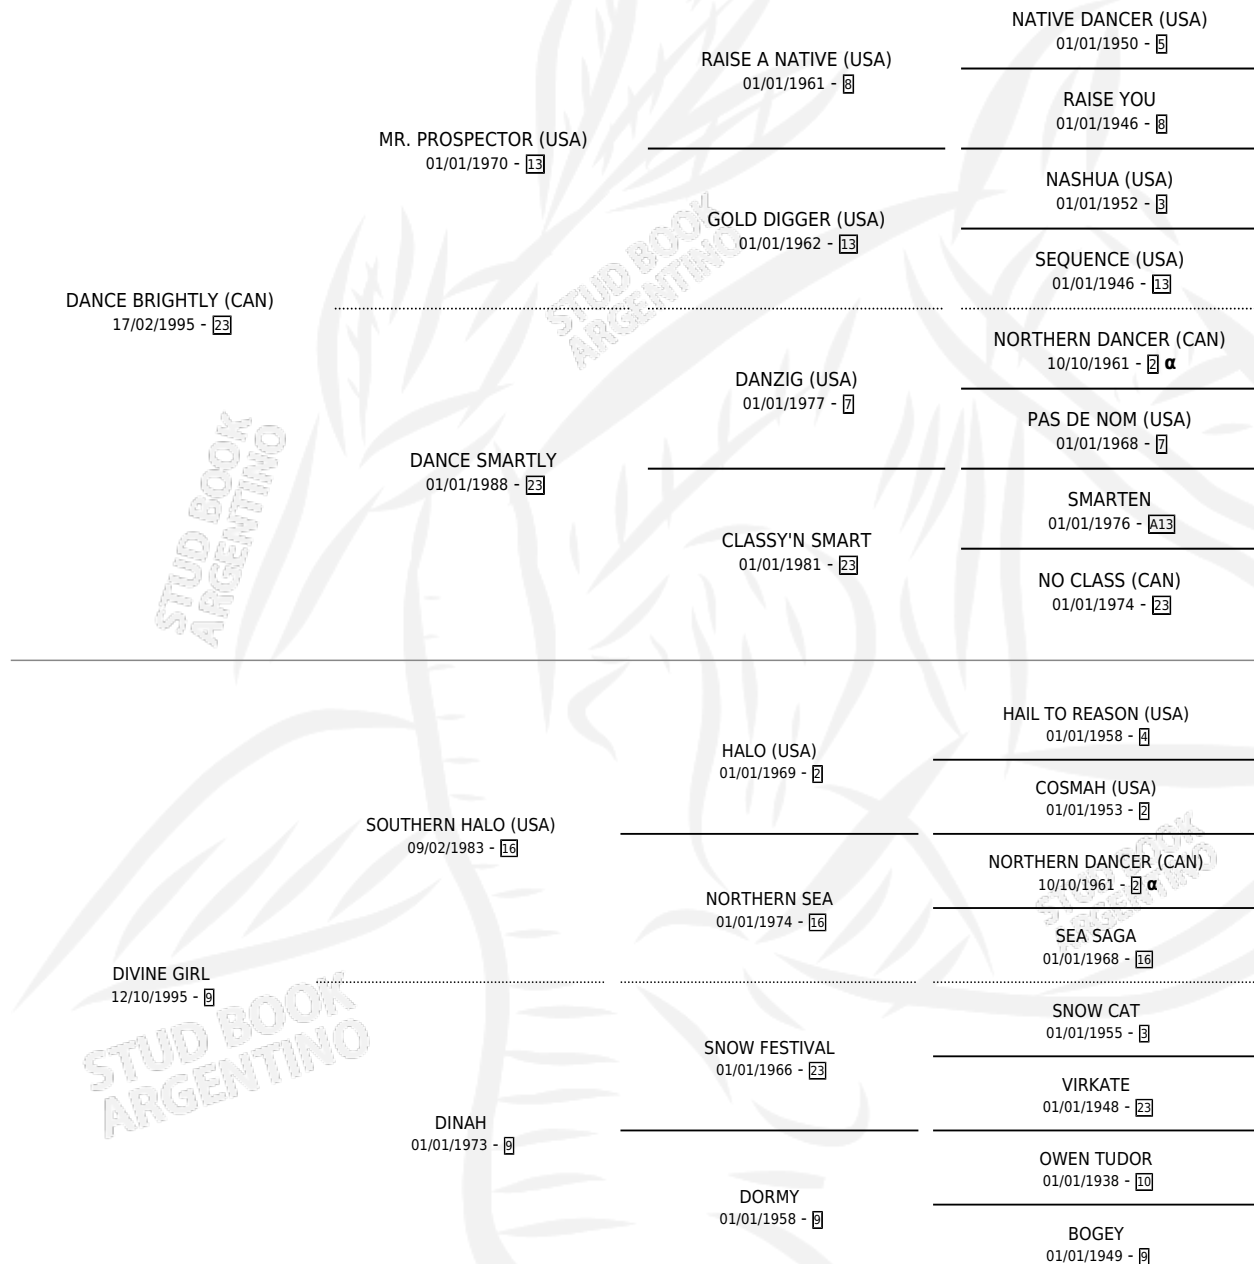 NATIVE DANCER (USA)
01/01/1950 - 5
RAISE A NATIVE (USA)
01/01/1961 - 8
RAISE YOU
01/01/1946 - 8
MR. PROSPECTOR (USA)
01/01/1970 - 13
NASHUA (USA)
01/01/1952 - 3
GOLD DIGGER (USA)
01/01/1962 - 13
SEQUENCE (USA)
01/01/1946 - 13
DANCE BRIGHTLY (CAN)
17/02/1995 - 23
STUD BOOK
ARGENTINO
NORTHERN DANCER (CAN)
10/10/1961 - 2 α
DANZIG (USA)
01/01/1977 - 7
PAS DE NOM (USA)
01/01/1968 - 7
DANCE SMARTLY
01/01/1988 - 23
SMARTEN
01/01/1976 - A13
CLASSY'N SMART
01/01/1981 - 23
NO CLASS (CAN)
01/01/1974 - 23
STUD BOOK
ARGENTINO
HAIL TO REASON (USA)
01/01/1958 - 4
HALO (USA)
01/01/1969 - 2
COSMAH (USA)
01/01/1953 - 2
SOUTHERN HALO (USA)
09/02/1983 - 16
NORTHERN DANCER (CAN)
10/10/1961 - 2 α
STUD BOOK
ARGENTINO
NORTHERN SEA
01/01/1974 - 16
SEA SAGA
01/01/1968 - 16
DIVINE GIRL
12/10/1995 - 9
STUD BOOK
ARGENTINO
SNOW CAT
01/01/1955 - 3
SNOW FESTIVAL
01/01/1966 - 23
VIRKATE
01/01/1948 - 23
DINAH
01/01/1973 - 9
OWEN TUDOR
01/01/1938 - 10
DORMY
01/01/1958 - 9
BOGEY
01/01/1949 - 9